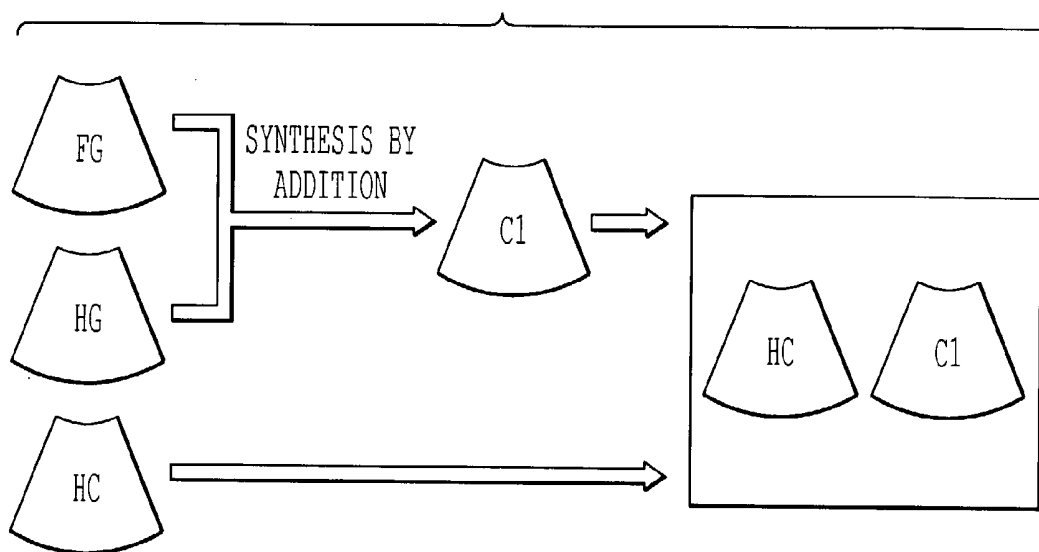 FG
SYNTHESIS BY
ADDITION
C1
HG
HC C1
HC